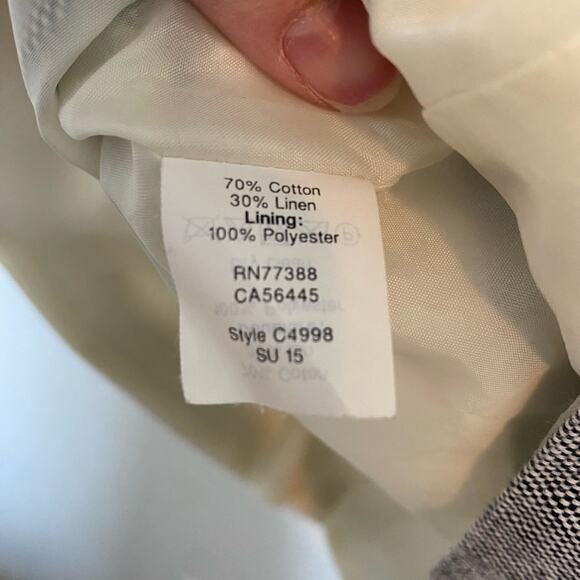 70% Cotton
30% Linen
Lining:
100% Polyester
RN77388
CA56445
Style C4998
SU 15